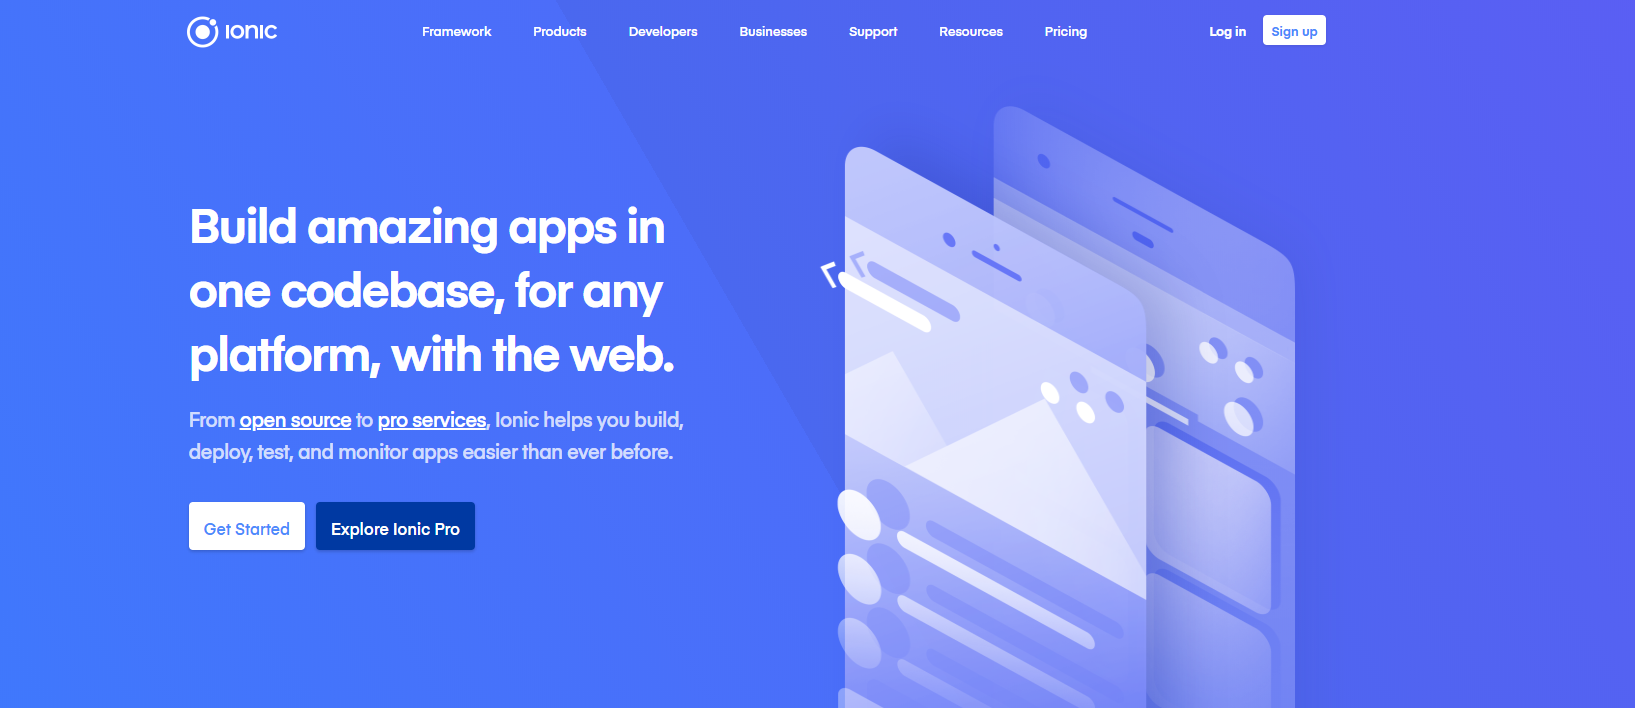 ionic
Framework Products Developers Businesses Support Resources Pricing Log in Sign up
Build amazing apps in
one codebase, for any
platform, with the web.
From open source to pro services, Ionic helps you build,
deploy, test, and monitor apps easier than ever before.
Get Started Explore Ionic Pro